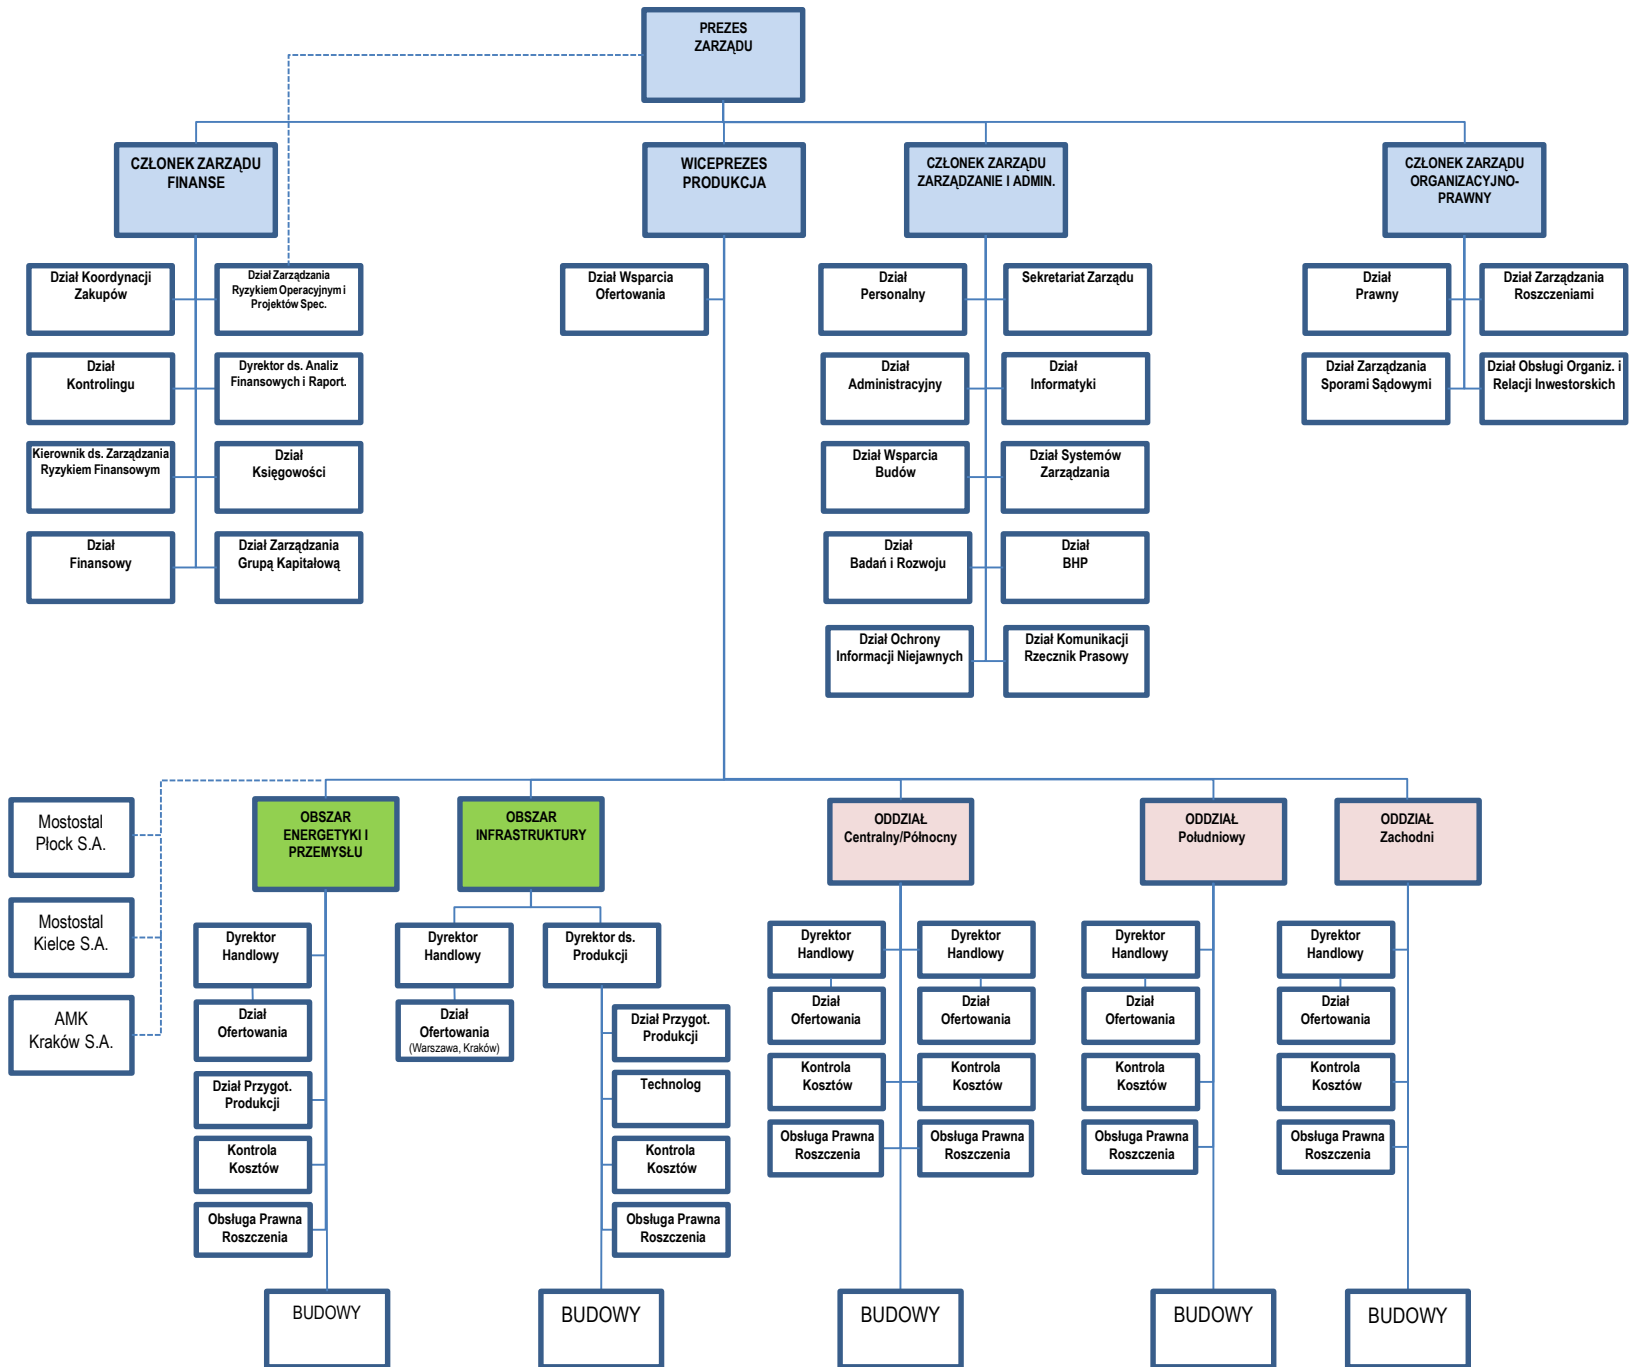 PREZES
ZARZĄDU
CZŁONEK ZARZĄDU
FINANSE
WICEPREZES
PRODUKCJA
CZŁONEK ZARZĄDU
ZARZĄDZANIE I ADMIN.
CZŁONEK ZARZĄDU
ORGANIZACYJNO-
PRAWNY
Dział Koordynacji
Zakupów
Dział Zarządzania
Ryzykiem Operacyjnym i
Projektów Spec.
Dział Wsparcia
Ofertowania
Dział
Personalny
Sekretariat Zarządu
Dział
Prawny
Dział Zarządzania
Roszczeniami
Dział
Kontrolingu
Dyrektor ds. Analiz
Finansowych i Raport.
Dział
Administracyjny
Dział
Informatyki
Dział Zarządzania
Sporami Sądowymi
Dział Obsługi Organiz. i
Relacji Inwestorskich
Kierownik ds. Zarządzania
Ryzykiem Finansowym
Dział
Księgowości
Dział Wsparcia
Budów
Dział Systemów
Zarządzania
Dział
Finansowy
Dział Zarządzania
Grupą Kapitałową
Dział
Badań i Rozwoju
Dział
BHP
Dział Ochrony
Informacji Niejawnych
Dział Komunikacji
Rzecznik Prasowy
Mostostal
Płock S.A.
Mostostal
Kielce S.A.
AMK
Kraków S.A.
OBSZAR
ENERGETYKI I
PRZEMYSŁU
OBSZAR
INFRASTRUKTURY
ODDZIAŁ
Centralny/Północny
ODDZIAŁ
Południowy
ODDZIAŁ
Zachodni
Dyrektor
Handlowy
Dział
Ofertowania
Dział Przygot.
Produkcji
Kontrola
Kosztów
Obsługa Prawna
Roszczenia
BUDOWY
Dyrektor
Handlowy
Dział
Ofertowania
(Warszawa, Kraków)
Dyrektor ds.
Produkcji
Dział Przygot.
Produkcji
Technolog
Kontrola
Kosztów
Obsługa Prawna
Roszczenia
BUDOWY
Dyrektor
Handlowy
Dział
Ofertowania
Kontrola
Kosztów
Obsługa Prawna
Roszczenia
Dyrektor
Handlowy
Dział
Ofertowania
Kontrola
Kosztów
Obsługa Prawna
Roszczenia
BUDOWY
Dyrektor
Handlowy
Dział
Ofertowania
Kontrola
Kosztów
Obsługa Prawna
Roszczenia
BUDOWY
Dyrektor
Handlowy
Dział
Ofertowania
Kontrola
Kosztów
Obsługa Prawna
Roszczenia
BUDOWY